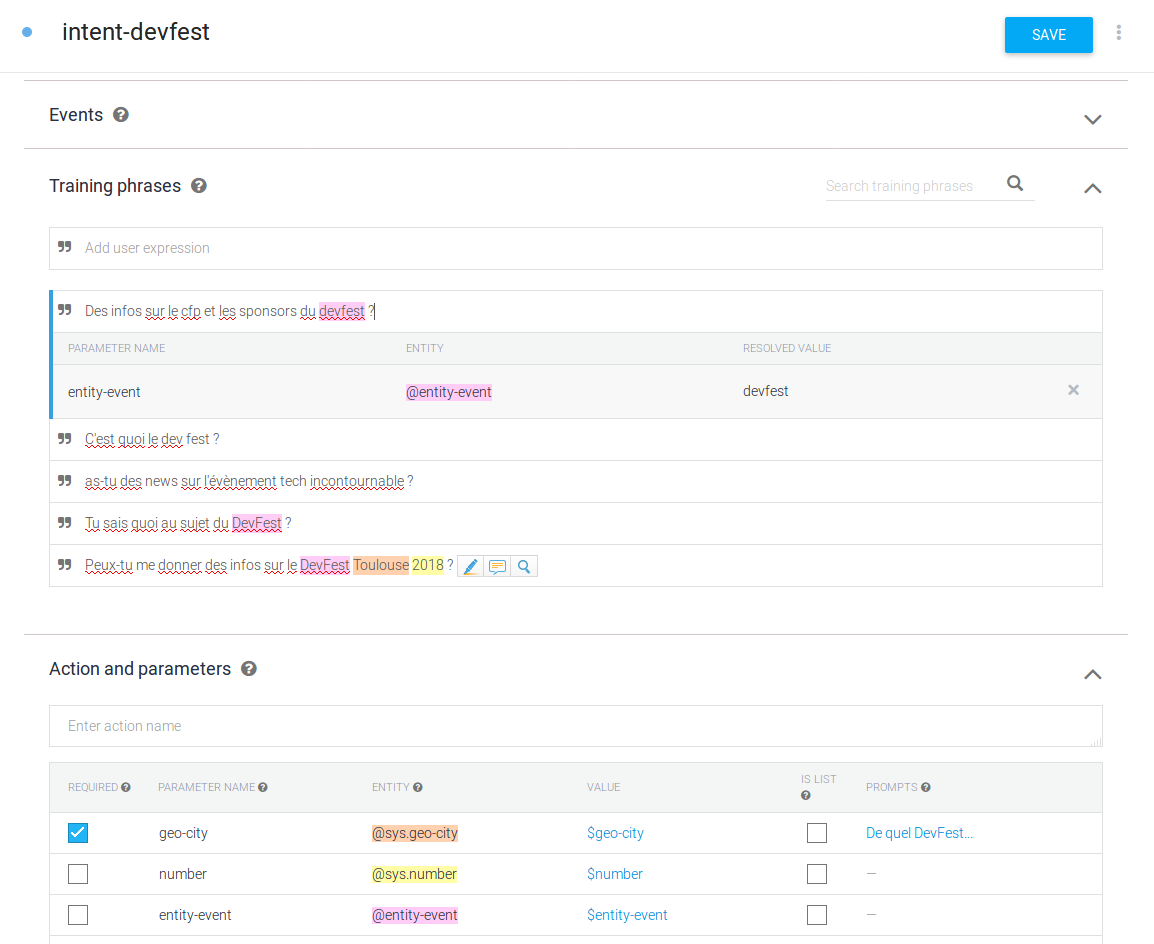 intent-devfest
SAVE
Events
Training phrases
Search training phrases
Add user expression
Des infos sur le cfp et les sponsors du devfest ?
PARAMETER NAME ENTITY RESOLVED VALUE
entity-event @entity-event devfest
C'est quoi le dev fest ?
as-tu des news sur l'évènement tech incontournable ?
Tu sais quoi au sujet du DevFest ?
Peux-tu me donner des infos sur le DevFest Toulouse 2018 ?
Action and parameters
Enter action name
REQUIRED PARAMETER NAME ENTITY VALUE IS LIST PROMPTS
geo-city @sys.geo-city $geo-city De quel DevFest...
number @sys.number $number —
entity-event @entity-event $entity-event —